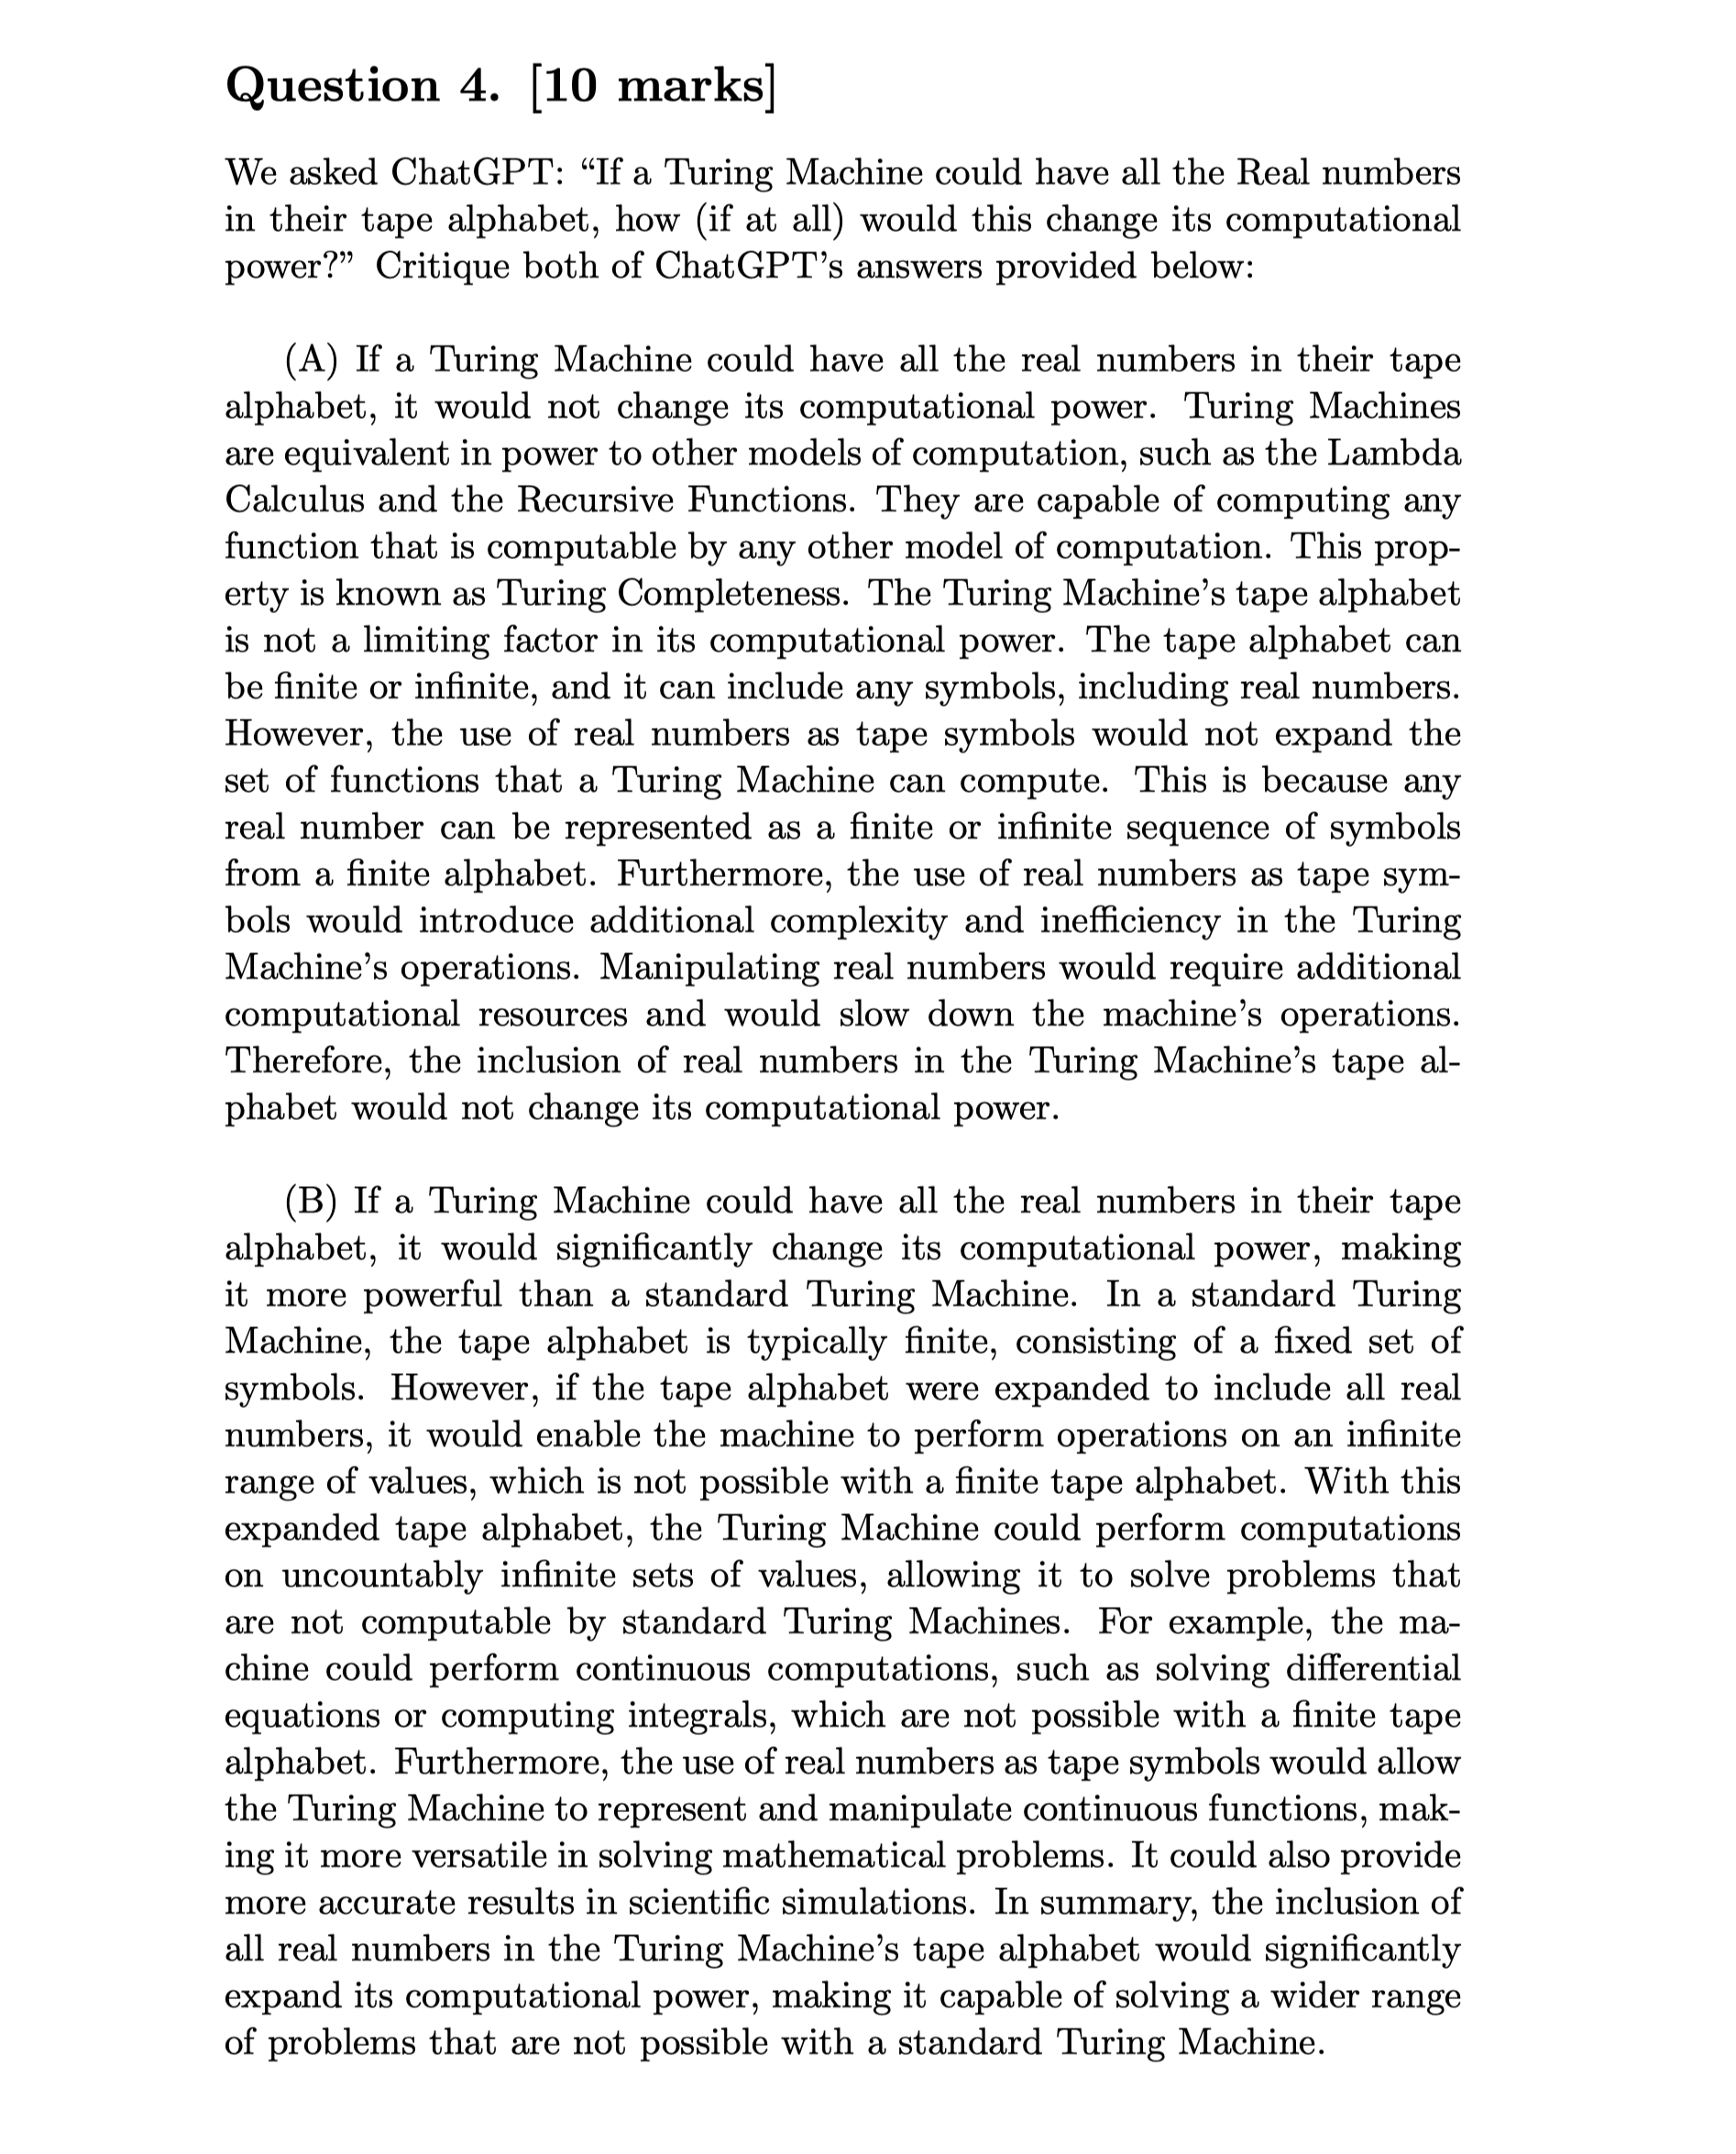 Question 4. [10 marks]
We asked ChatGPT: “If a Turing Machine could have all the Real numbers
in their tape alphabet, how (if at all) would this change its computational
power?” Critique both of ChatGPT’s answers provided below:
(A) If a Turing Machine could have all the real numbers in their tape
alphabet, it would not change its computational power. Turing Machines
are equivalent in power to other models of computation, such as the Lambda
Calculus and the Recursive Functions. They are capable of computing any
function that is computable by any other model of computation. This prop-
erty is known as Turing Completeness. The Turing Machine’s tape alphabet
is not a limiting factor in its computational power. The tape alphabet can
be finite or infinite, and it can include any symbols, including real numbers.
However, the use of real numbers as tape symbols would not expand the
set of functions that a Turing Machine can compute. This is because any
real number can be represented as a finite or infinite sequence of symbols
from a finite alphabet. Furthermore, the use of real numbers as tape sym-
bols would introduce additional complexity and inefficiency in the Turing
Machine’s operations. Manipulating real numbers would require additional
computational resources and would slow down the machine’s operations.
Therefore, the inclusion of real numbers in the Turing Machine’s tape al-
phabet would not change its computational power.
(B) If a Turing Machine could have all the real numbers in their tape
alphabet, it would significantly change its computational power, making
it more powerful than a standard Turing Machine. In a standard Turing
Machine, the tape alphabet is typically finite, consisting of a fixed set of
symbols. However, if the tape alphabet were expanded to include all real
numbers, it would enable the machine to perform operations on an infinite
range of values, which is not possible with a finite tape alphabet. With this
expanded tape alphabet, the Turing Machine could perform computations
on uncountably infinite sets of values, allowing it to solve problems that
are not computable by standard Turing Machines. For example, the ma-
chine could perform continuous computations, such as solving differential
equations or computing integrals, which are not possible with a finite tape
alphabet. Furthermore, the use of real numbers as tape symbols would allow
the Turing Machine to represent and manipulate continuous functions, mak-
ing it more versatile in solving mathematical problems. It could also provide
more accurate results in scientific simulations. In summary, the inclusion of
all real numbers in the Turing Machine’s tape alphabet would significantly
expand its computational power, making it capable of solving a wider range
of problems that are not possible with a standard Turing Machine.